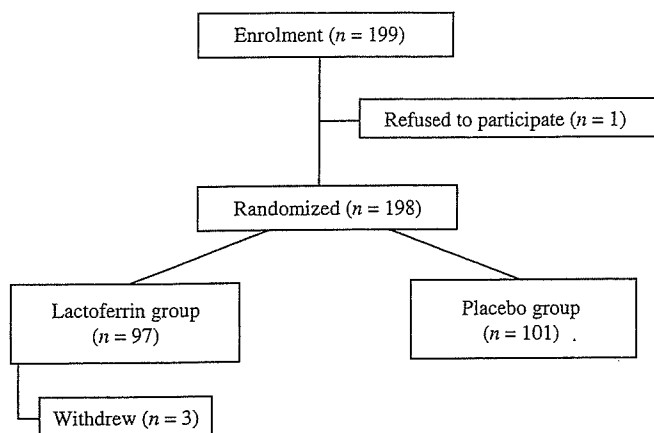 Enrolment (n = 199)
Refused to participate (n = 1)
Randomized (n = 198)
Lactoferrin group
(n = 97)
Placebo group
(n = 101)
Withdrew (n = 3)